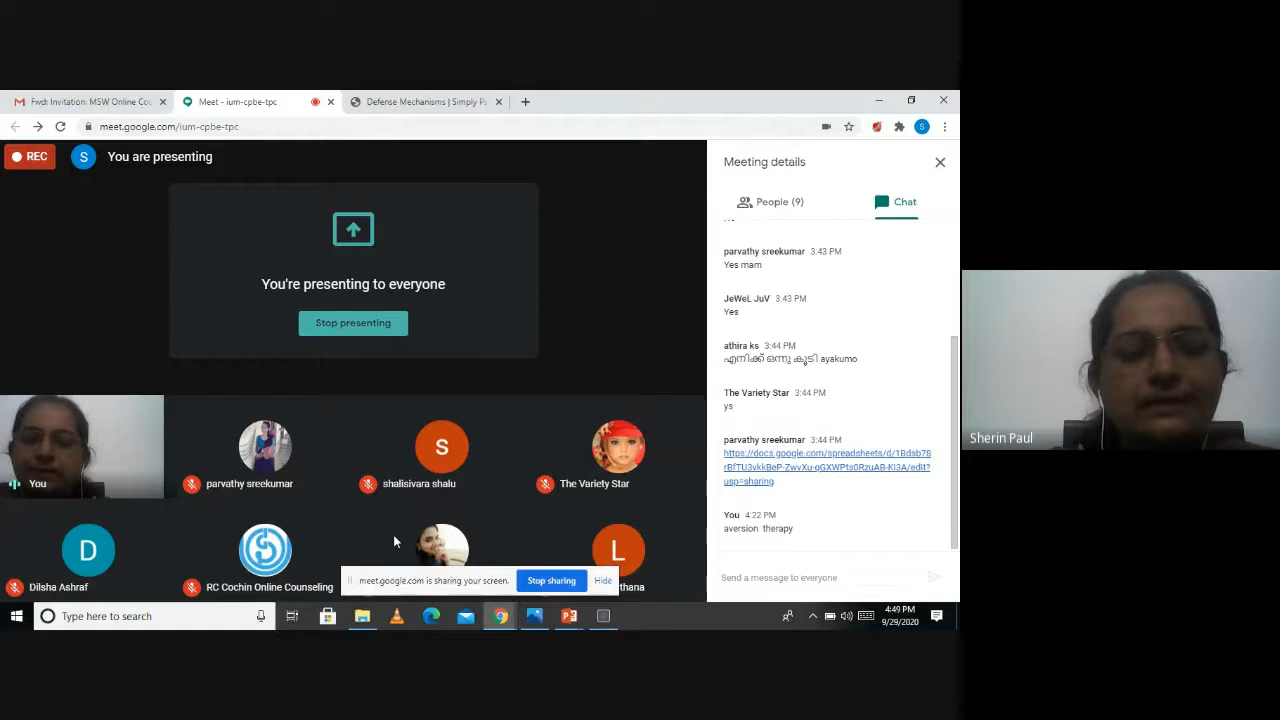 Fwd: Invitation: MSW Online Cou
Meet - ium-cpbe-tpc
Defense Mechanisms | Simply Ps
meet.google.com/ium-cpbe-tpc
REC
S
You are presenting
You're presenting to everyone
Stop presenting
Meeting details
People (9)
Chat
parvathy sreekumar 3:43 PM
Yes mam
JeWeL JuV 3:43 PM
Yes
athira ks 3:44 PM
എനിക്ക് ഒന്നു കൂടി ayakumo
The Variety Star 3:44 PM
ys
parvathy sreekumar 3:44 PM
https://docs.google.com/spreadsheets/d/1Bdsb78
rBfTU3vkkBeP-ZwvXu-qGXWPts0RzuAB-Ki3A/edit?
usp=sharing
You 4:22 PM
aversion therapy
Send a message to everyone
You
parvathy sreekumar
S
shalisivara shalu
The Variety Star
D
Dilsha Ashraf
RC Cochin Online Counseling
L
rthana
meet.google.com is sharing your screen.
Stop sharing
Hide
Type here to search
4:49 PM
9/29/2020
Sherin Paul